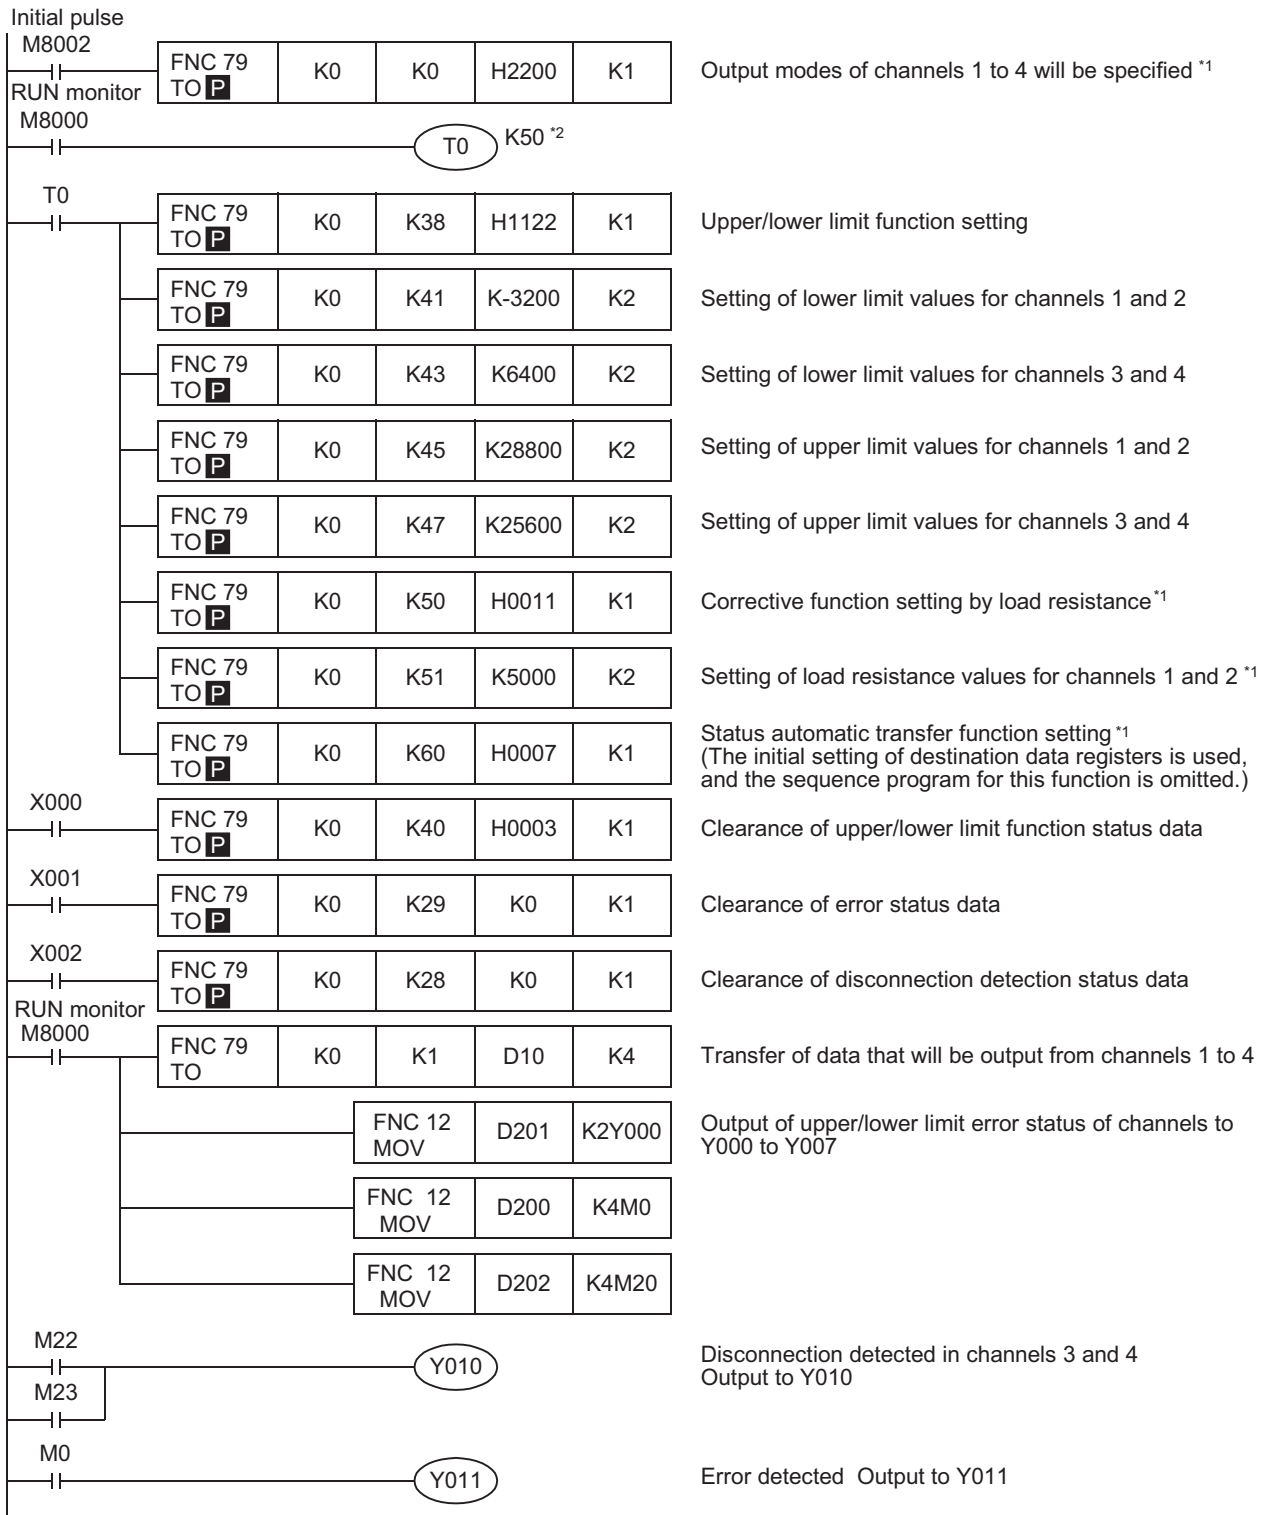 Initial pulse
M8002
FNC 79 TO P K0 K0 H2200 K1 Output modes of channels 1 to 4 will be specified *1
RUN monitor
M8000
T0 K50 *2
T0
FNC 79 TO P K0 K38 H1122 K1 Upper/lower limit function setting
FNC 79 TO P K0 K41 K-3200 K2 Setting of lower limit values for channels 1 and 2
FNC 79 TO P K0 K43 K6400 K2 Setting of lower limit values for channels 3 and 4
FNC 79 TO P K0 K45 K28800 K2 Setting of upper limit values for channels 1 and 2
FNC 79 TO P K0 K47 K25600 K2 Setting of upper limit values for channels 3 and 4
FNC 79 TO P K0 K50 H0011 K1 Corrective function setting by load resistance *1
FNC 79 TO P K0 K51 K5000 K2 Setting of load resistance values for channels 1 and 2 *1
FNC 79 TO P K0 K60 H0007 K1 Status automatic transfer function setting *1
(The initial setting of destination data registers is used,
and the sequence program for this function is omitted.)
X000
FNC 79 TO P K0 K40 H0003 K1 Clearance of upper/lower limit function status data
X001
FNC 79 TO P K0 K29 K0 K1 Clearance of error status data
X002
FNC 79 TO P K0 K28 K0 K1 Clearance of disconnection detection status data
RUN monitor
M8000
FNC 79 TO K0 K1 D10 K4 Transfer of data that will be output from channels 1 to 4
FNC 12 MOV D201 K2Y000 Output of upper/lower limit error status of channels to
Y000 to Y007
FNC 12 MOV D200 K4M0
FNC 12 MOV D202 K4M20
M22
Y010 Disconnection detected in channels 3 and 4
Output to Y010
M23
M0
Y011 Error detected Output to Y011